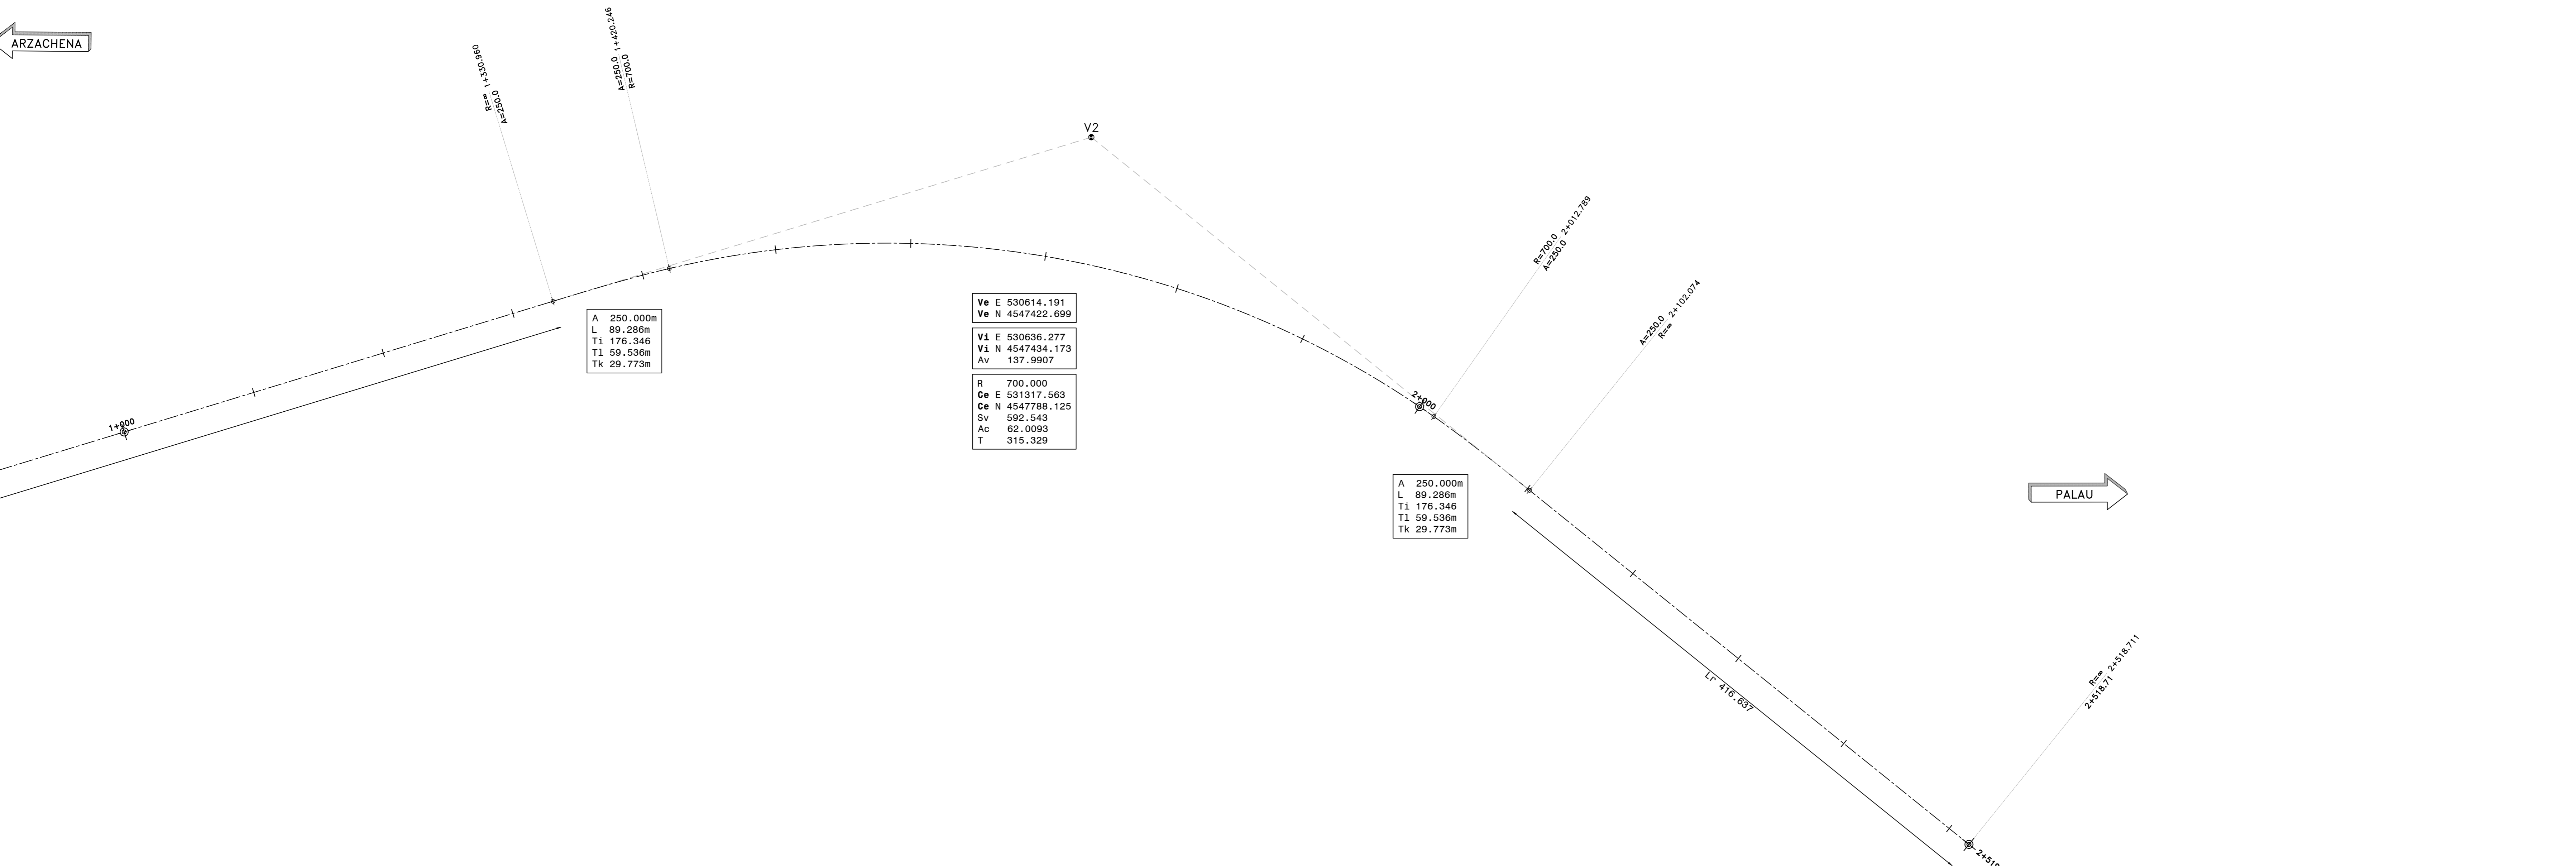 ARZACHENA
R=∞ 1+330.960
A=250.0
A=250.0 1+420.246
R=700.0
V2
R=700.0 2+012.789
A=250.0
A=250.0 2+102.074
R=∞
1+000
A 250.000m
L 89.286m
Ti 176.346
Tl 59.536m
Tk 29.773m
Ve E 530614.191
Ve N 4547422.699
Vi E 530636.277
Vi N 4547434.173
Av 137.9907
R 700.000
Ce E 531317.563
Ce N 4547788.125
Sv 592.543
Ac 62.0093
T 315.329
2+000
A 250.000m
L 89.286m
Ti 176.346
Tl 59.536m
Tk 29.773m
PALAU
Lr 416.637
R=∞ 2+518.711
2+518.71